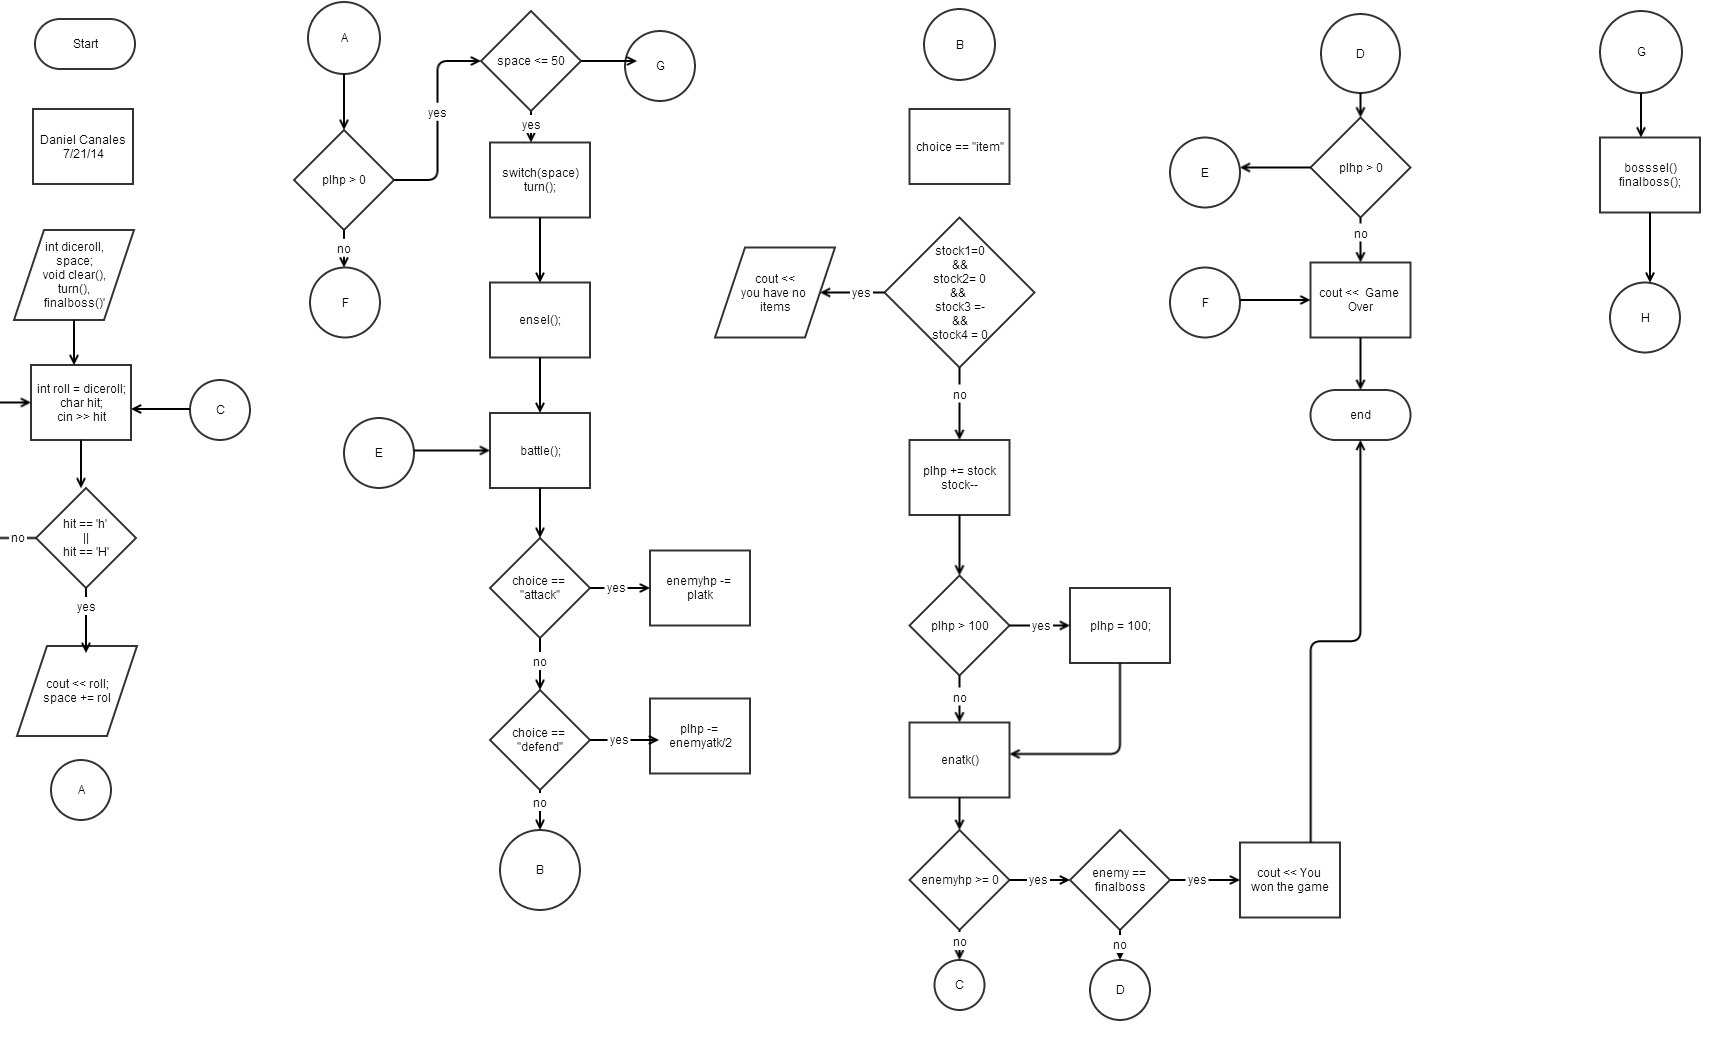 Start
Daniel Canales
7/21/14
int diceroll,
space;
void clear(),
turn(),
finalboss()'
int roll = diceroll;
char hit;
cin >> hit
C
hit == 'h'
||
hit == 'H'
no
yes
cout << roll;
space += rol
A
A
plhp > 0
yes
no
F
space <= 50
G
yes
switch(space)
turn();
ensel();
E
battle();
choice ==
"attack"
yes
enemyhp -=
platk
no
choice ==
"defend"
yes
plhp -=
enemyatk/2
no
B
B
choice == "item"
stock1=0
&&
stock2= 0
&&
stock3 =-
&&
stock4 = 0
yes
cout <<
you have no
items
no
plhp += stock
stock--
plhp > 100
yes
plhp = 100;
no
enatk()
enemyhp >= 0
yes
enemy ==
finalboss
yes
cout << You
won the game
no
C
no
D
D
plhp > 0
E
no
F
cout << Game
Over
end
G
bosssel()
finalboss();
H